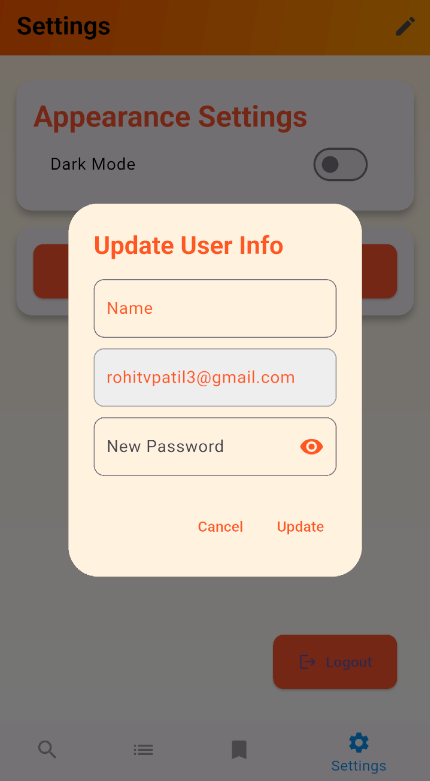 Settings
Appearance Settings
Dark Mode
Update User Info
Name
rohitvpatil3@gmail.com
New Password
Cancel Update
Logout
Settings